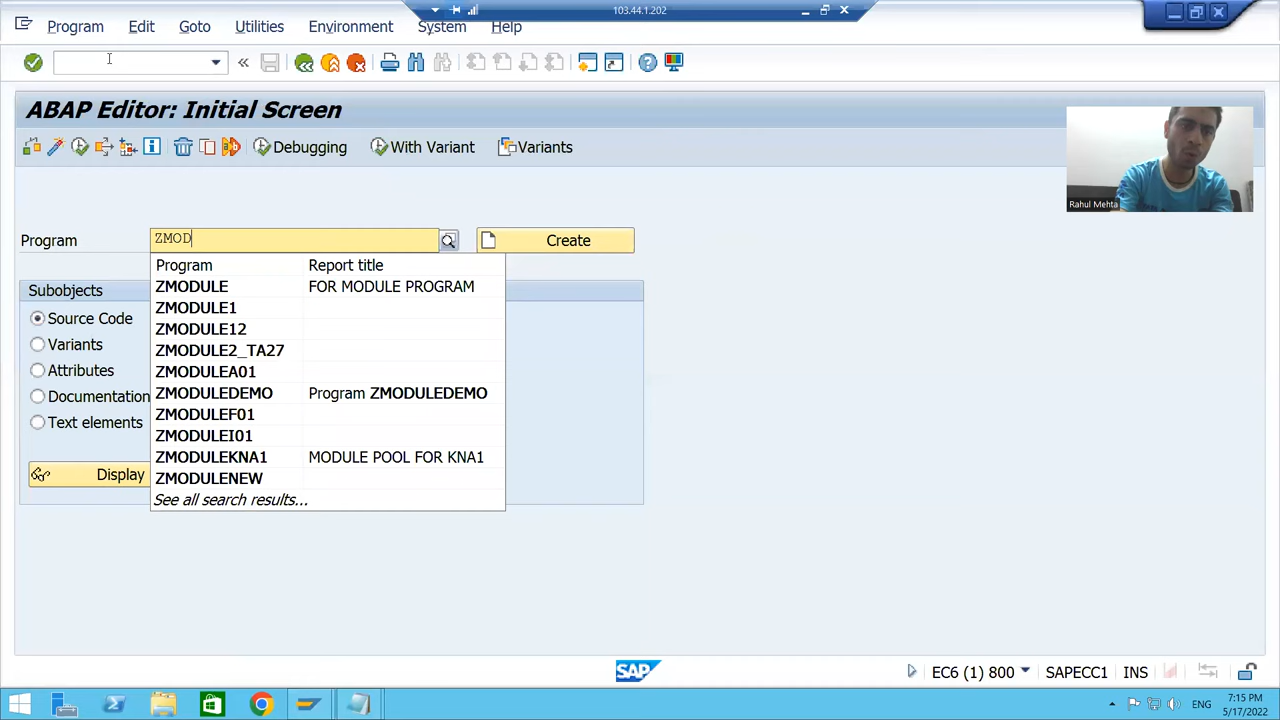 103.44.1.202
Program Edit Goto Utilities Environment System Help
ABAP Editor: Initial Screen
Debugging With Variant Variants
Rahul Mehta
Program ZMOD Create
Program Report title
ZMODULE FOR MODULE PROGRAM
ZMODULE1
ZMODULE12
ZMODULE2_TA27
ZMODULEA01
ZMODULEDEMO Program ZMODULEDEMO
ZMODULEF01
ZMODULEI01
ZMODULEKNA1 MODULE POOL FOR KNA1
ZMODULENEW
See all search results...
Subobjects
Source Code
Variants
Attributes
Documentation
Text elements
Display
SAP EC6 (1) 800 SAPECC1 INS
ENG 7:15 PM
5/17/2022